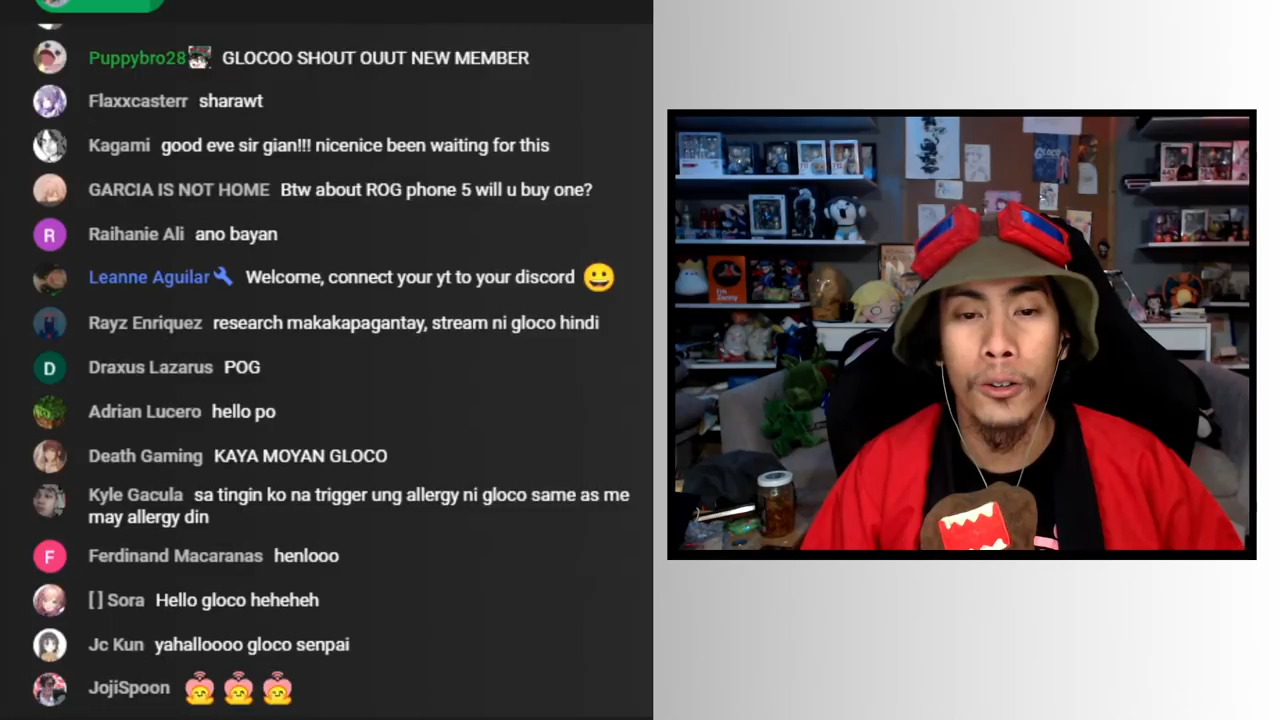 Puppybro28 GLOCOO SHOUT OUUT NEW MEMBER
Flaxxcasterr sharawt
Kagami good eve sir gian!!! nicenice been waiting for this
GARCIA IS NOT HOME Btw about ROG phone 5 will u buy one?
R Raihanie Ali ano bayan
Leanne Aguilar Welcome, connect your yt to your discord
Rayz Enriquez research makakapagantay, stream ni gloco hindi
D Draxus Lazarus POG
Adrian Lucero hello po
Death Gaming KAYA MOYAN GLOCO
Kyle Gacula sa tingin ko na trigger ung allergy ni gloco same as me
may allergy din
F Ferdinand Macaranas henlooo
[ ] Sora Hello gloco heheheh
Jc Kun yahalloooo gloco senpai
JojiSpoon
GLOCO